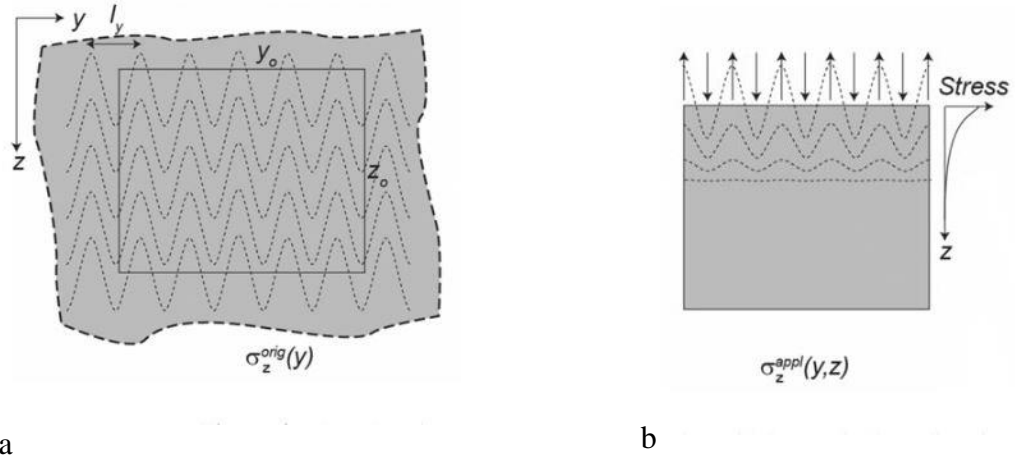 y
l_y
y_o
z
z_o
σ_z^orig(y)
a
Stress
z
σ_z^appl(y,z)
b